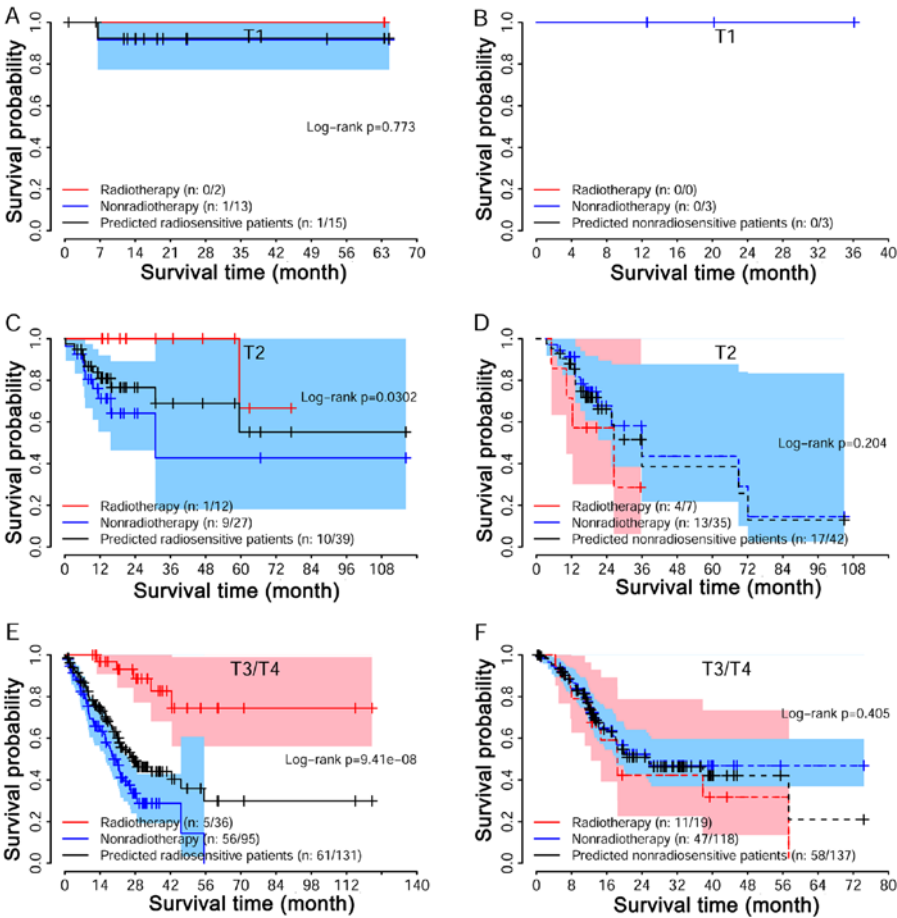 A
T1
Survival probability
1.0
0.8
0.6
0.4
0.2
0.0
Log-rank p=0.773
Radiotherapy (n: 0/2)
Nonradiotherapy (n: 1/13)
Predicted radiosensitive patients (n: 1/15)
0 7 14 21 28 35 42 49 56 63 70
Survival time (month)
B
T1
Survival probability
1.0
0.8
0.6
0.4
0.2
0.0
Radiotherapy (n: 0/0)
Nonradiotherapy (n: 0/3)
Predicted nonradiosensitive patients (n: 0/3)
0 4 8 12 16 20 24 28 32 36 40
Survival time (month)
C
T2
Survival probability
1.0
0.8
0.6
0.4
0.2
0.0
Log-rank p=0.0302
Radiotherapy (n: 1/12)
Nonradiotherapy (n: 9/27)
Predicted radiosensitive patients (n: 10/39)
0 12 24 36 48 60 72 84 96 108
Survival time (month)
D
T2
Survival probability
1.0
0.8
0.6
0.4
0.2
0.0
Log-rank p=0.204
Radiotherapy (n: 4/7)
Nonradiotherapy (n: 13/35)
Predicted nonradiosensitive patients (n: 17/42)
0 12 24 36 48 60 72 84 96 108
Survival time (month)
E
T3/T4
Survival probability
1.0
0.8
0.6
0.4
0.2
0.0
Log-rank p=9.41e-08
Radiotherapy (n: 5/36)
Nonradiotherapy (n: 56/95)
Predicted radiosensitive patients (n: 61/131)
0 14 28 42 56 70 84 98 112 126 140
Survival time (month)
F
T3/T4
Survival probability
1.0
0.8
0.6
0.4
0.2
0.0
Log-rank p=0.405
Radiotherapy (n: 11/19)
Nonradiotherapy (n: 47/118)
Predicted nonradiosensitive patients (n: 58/137)
0 8 16 24 32 40 48 56 64 72 80
Survival time (month)